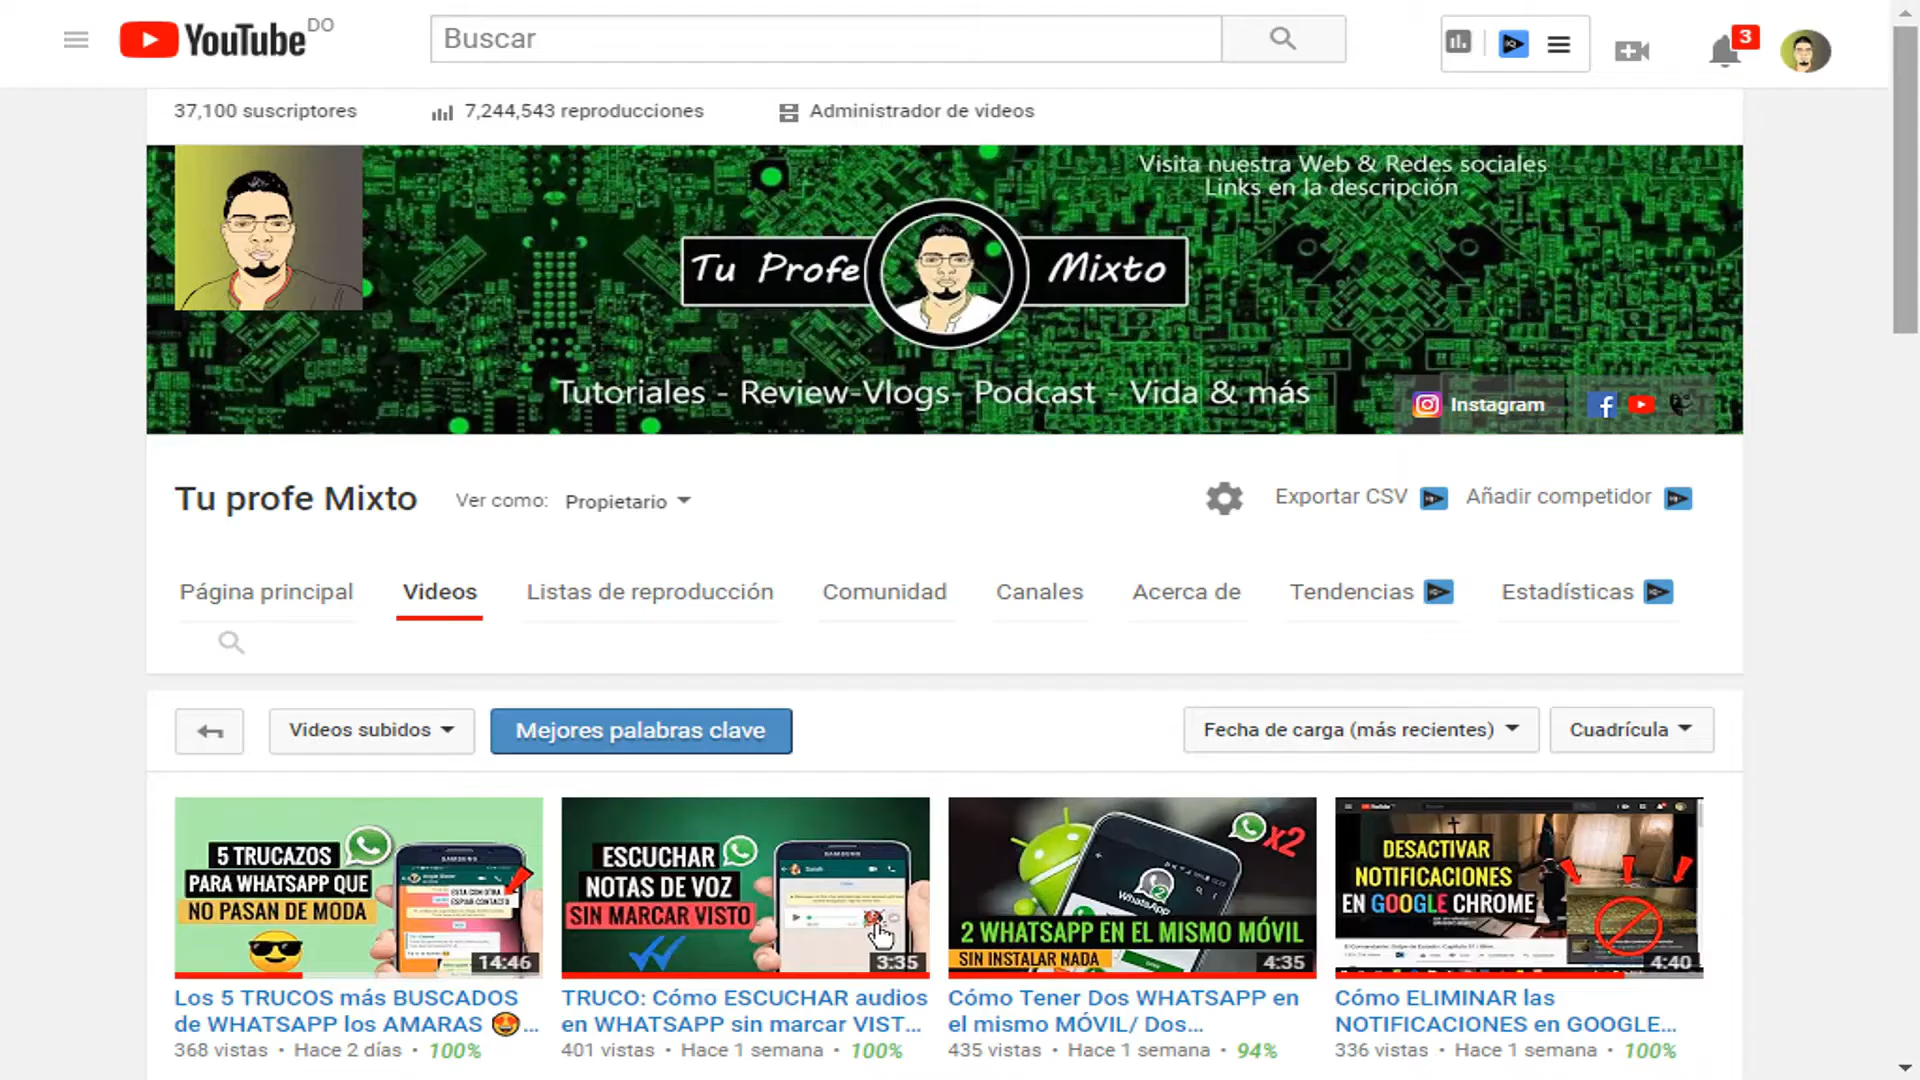 YouTube DO
Buscar
3
37,100 suscriptores
7,244,543 reproducciones
Administrador de videos
Visita nuestra Web & Redes sociales
Links en la descripción
Tu Profe Mixto
Tutoriales - Review-Vlogs- Podcast - Vida & más
Instagram
Tu profe Mixto
Ver como: Propietario
Exportar CSV
Añadir competidor
Página principal
Videos
Listas de reproducción
Comunidad
Canales
Acerca de
Tendencias
Estadísticas
Videos subidos
Mejores palabras clave
Fecha de carga (más recientes)
Cuadrícula
5 TRUCAZOS
PARA WHATSAPP QUE
NO PASAN DE MODA
SAMSUNG
14:46
ESCUCHAR
NOTAS DE VOZ
SIN MARCAR VISTO
SAMSUNG
3:35
X2
WhatsApp
2 WHATSAPP EN EL MISMO MÓVIL
SIN INSTALAR NADA
4:35
DESACTIVAR
NOTIFICACIONES
EN GOOGLE CHROME
4:40
Los 5 TRUCOS más BUSCADOS
de WHATSAPP los AMARAS 😍...
368 vistas • Hace 2 días • 100%
TRUCO: Cómo ESCUCHAR audios
en WHATSAPP sin marcar VIST...
401 vistas • Hace 1 semana • 100%
Cómo Tener Dos WHATSAPP en
el mismo MÓVIL/ Dos...
435 vistas • Hace 1 semana • 94%
Cómo ELIMINAR las
NOTIFICACIONES en GOOGLE...
336 vistas • Hace 1 semana • 100%